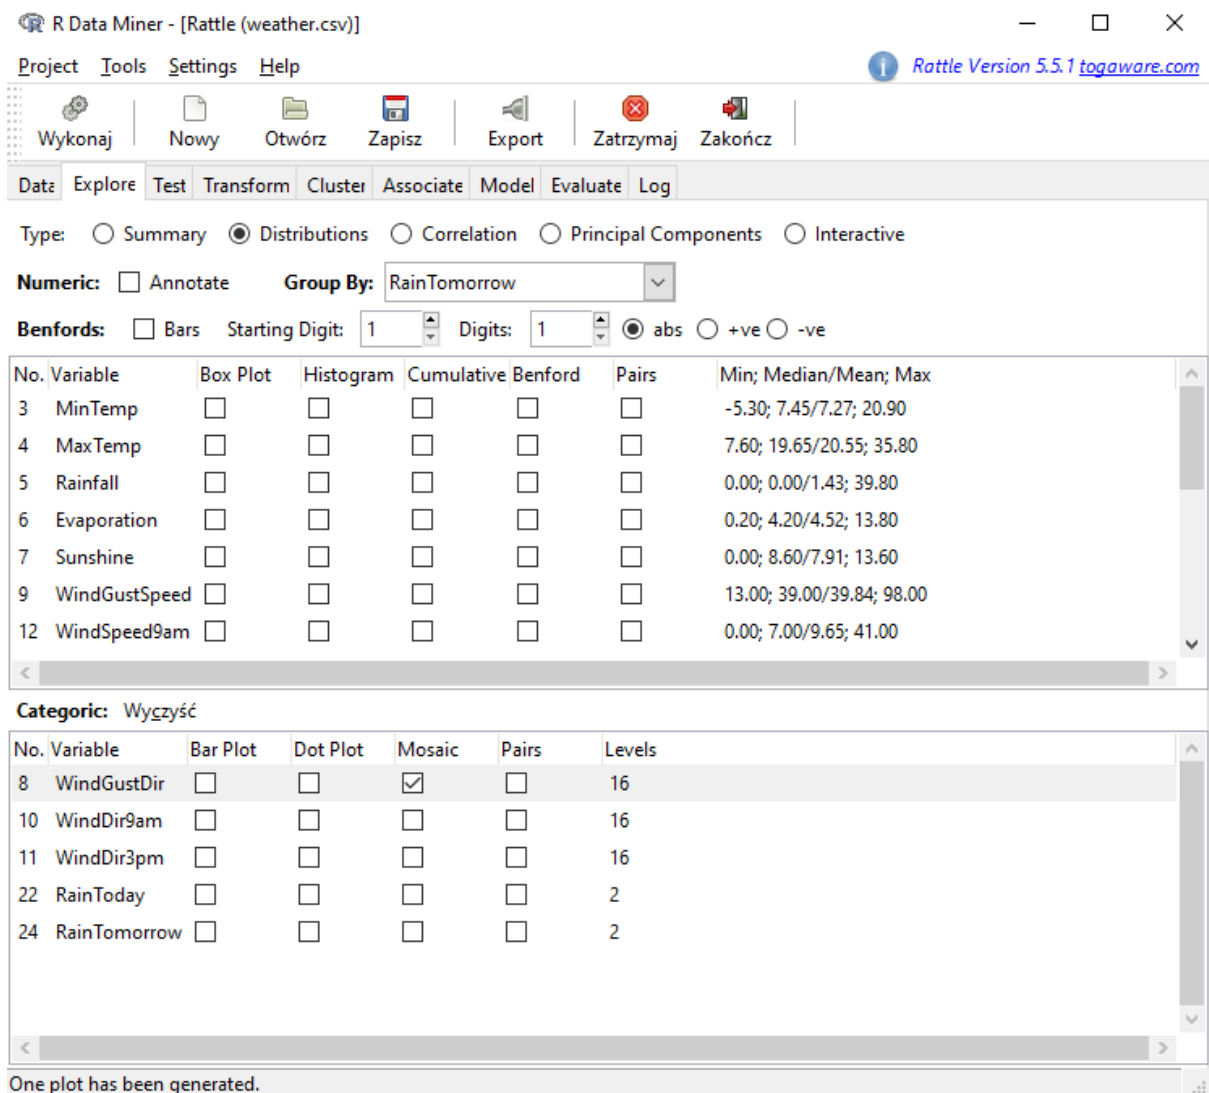 R Data Miner - [Rattle (weather.csv)]
Project Tools Settings Help Rattle Version 5.5.1 togaware.com
Wykonaj Nowy Otwórz Zapisz Export Zatrzymaj Zakończ
Data Explore Test Transform Cluster Associate Model Evaluate Log
Type: Summary Distributions Correlation Principal Components Interactive
Numeric: Annotate Group By: RainTomorrow
Benfords: Bars Starting Digit: 1 Digits: 1 abs +ve -ve
No. Variable Box Plot Histogram Cumulative Benford Pairs Min; Median/Mean; Max
3 MinTemp -5.30; 7.45/7.27; 20.90
4 MaxTemp 7.60; 19.65/20.55; 35.80
5 Rainfall 0.00; 0.00/1.43; 39.80
6 Evaporation 0.20; 4.20/4.52; 13.80
7 Sunshine 0.00; 8.60/7.91; 13.60
9 WindGustSpeed 13.00; 39.00/39.84; 98.00
12 WindSpeed9am 0.00; 7.00/9.65; 41.00
Categoric: Wyczyść
No. Variable Bar Plot Dot Plot Mosaic Pairs Levels
8 WindGustDir 16
10 WindDir9am 16
11 WindDir3pm 16
22 RainToday 2
24 RainTomorrow 2
One plot has been generated.